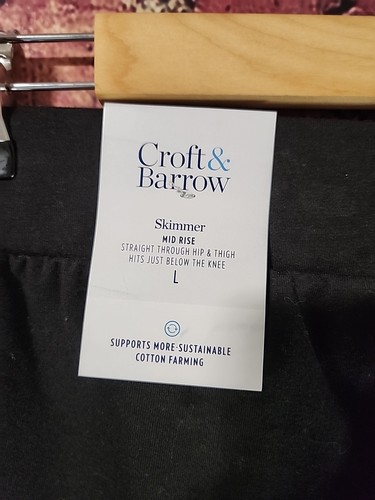 Croft &
Barrow
Skimmer
MID RISE
STRAIGHT THROUGH HIP & THIGH
HITS JUST BELOW THE KNEE
L
SUPPORTS MORE-SUSTAINABLE
COTTON FARMING